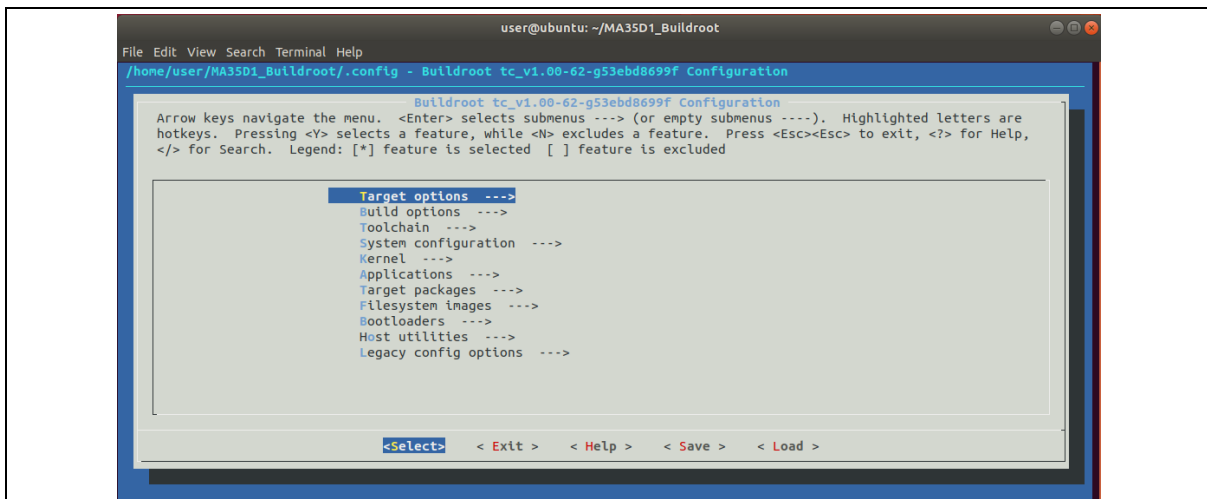 user@ubuntu: ~/MA35D1_Buildroot
File Edit View Search Terminal Help
/home/user/MA35D1_Buildroot/.config - Buildroot tc_v1.00-62-g53ebd8699f Configuration
Buildroot tc_v1.00-62-g53ebd8699f Configuration
Arrow keys navigate the menu.  <Enter> selects submenus ---> (or empty submenus ----).  Highlighted letters are
hotkeys.  Pressing <Y> selects a feature, while <N> excludes a feature.  Press <Esc><Esc> to exit, <?> for Help,
</> for Search.  Legend: [*] feature is selected  [ ] feature is excluded
Target options  --->
Build options  --->
Toolchain  --->
System configuration  --->
Kernel  --->
Applications  --->
Target packages  --->
Filesystem images  --->
Bootloaders  --->
Host utilities  --->
Legacy config options  --->
<Select>    < Exit >    < Help >    < Save >    < Load >